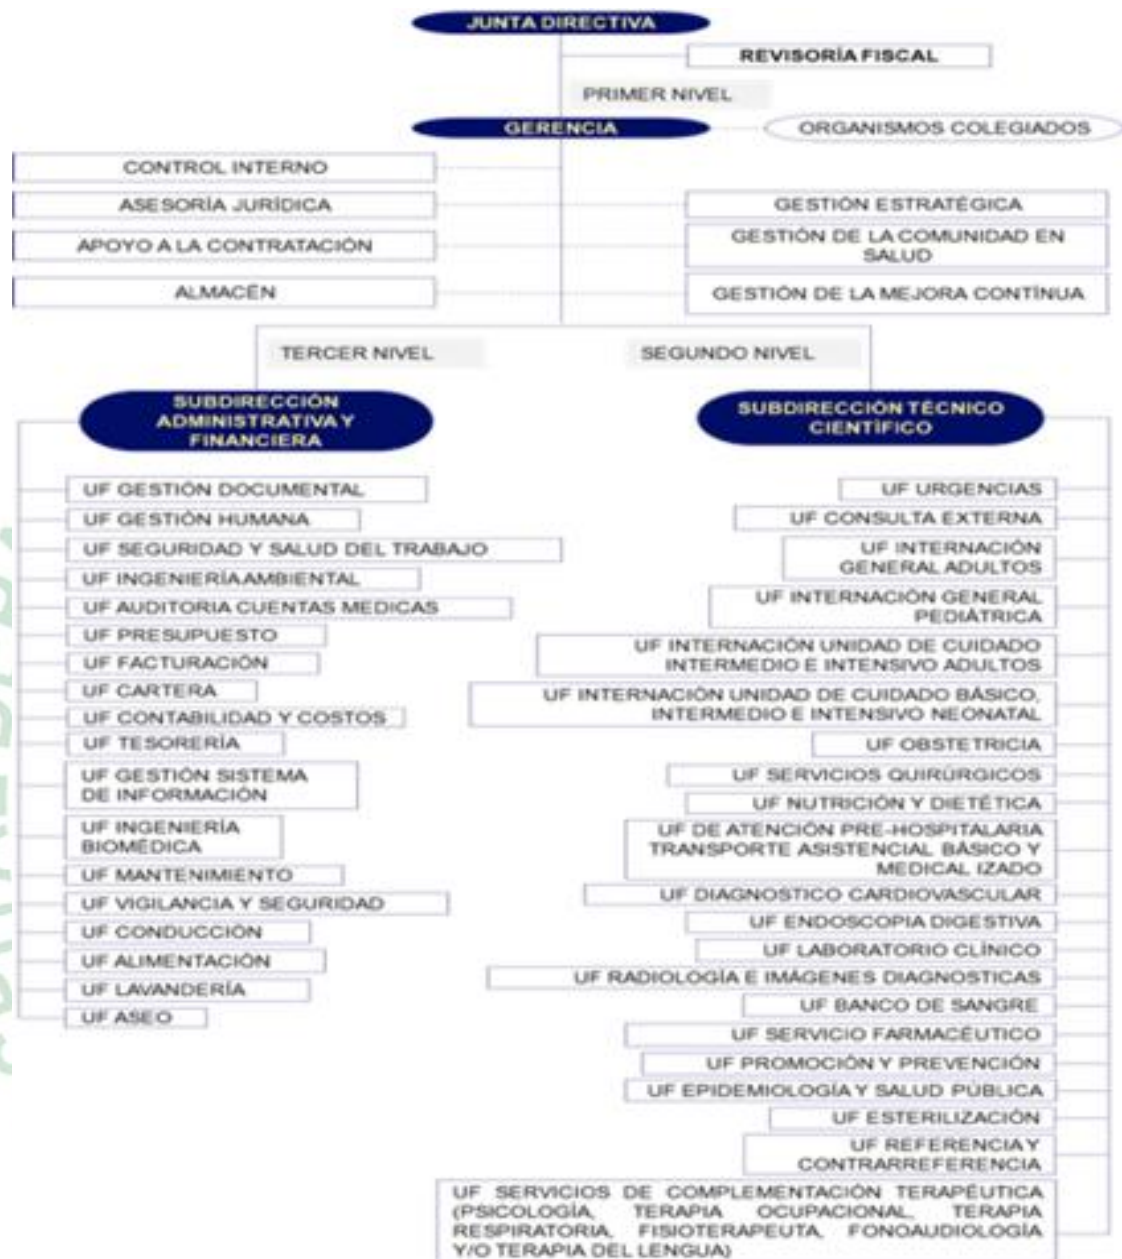 JUNTA DIRECTIVA
REVISORÍA FISCAL
PRIMER NIVEL
GERENCIA
ORGANISMOS COLEGIADOS
CONTROL INTERNO
ASESORÍA JURÍDICA
GESTIÓN ESTRATÉGICA
APOYO A LA CONTRATACIÓN
GESTIÓN DE LA COMUNIDAD EN
SALUD
ALMACÉN
GESTIÓN DE LA MEJORA CONTÍNUA
TERCER NIVEL
SEGUNDO NIVEL
SUBDIRECCIÓN
ADMINISTRATIVA Y
FINANCIERA
UF GESTIÓN DOCUMENTAL
UF GESTIÓN HUMANA
UF SEGURIDAD Y SALUD DEL TRABAJO
UF INGENIERÍA AMBIENTAL
UF AUDITORIA CUENTAS MEDICAS
UF PRESUPUESTO
UF FACTURACIÓN
UF CARTERA
UF CONTABILIDAD Y COSTOS
UF TESORERÍA
UF GESTIÓN SISTEMA
DE INFORMACIÓN
UF INGENIERÍA
BIOMÉDICA
UF MANTENIMIENTO
UF VIGILANCIA Y SEGURIDAD
UF CONDUCCIÓN
UF ALIMENTACIÓN
UF LAVANDERÍA
UF ASEO
SUBDIRECCIÓN TÉCNICO
CIENTÍFICO
UF URGENCIAS
UF CONSULTA EXTERNA
UF INTERNACIÓN
GENERAL ADULTOS
UF INTERNACIÓN GENERAL
PEDIÁTRICA
UF INTERNACIÓN UNIDAD DE CUIDADO
INTERMEDIO E INTENSIVO ADULTOS
UF INTERNACIÓN UNIDAD DE CUIDADO BÁSICO,
INTERMEDIO E INTENSIVO NEONATAL
UF OBSTETRICIA
UF SERVICIOS QUIRÚRGICOS
UF NUTRICIÓN Y DIETÉTICA
UF DE ATENCIÓN PRE-HOSPITALARIA
TRANSPORTE ASISTENCIAL BÁSICO Y
MEDICAL IZADO
UF DIAGNOSTICO CARDIOVASCULAR
UF ENDOSCOPIA DIGESTIVA
UF LABORATORIO CLÍNICO
UF RADIOLOGÍA E IMÁGENES DIAGNOSTICAS
UF BANCO DE SANGRE
UF SERVICIO FARMACÉUTICO
UF PROMOCIÓN Y PREVENCIÓN
UF EPIDEMIOLOGÍA Y SALUD PÚBLICA
UF ESTERILIZACIÓN
UF REFERENCIA Y
CONTRARREFERENCIA
UF SERVICIOS DE COMPLEMENTACIÓN TERAPÉUTICA
(PSICOLOGÍA, TERAPIA OCUPACIONAL, TERAPIA
RESPIRATORIA, FISIOTERAPEUTA, FONOAUDIOLOGÍA
Y/O TERAPIA DEL LENGUA)